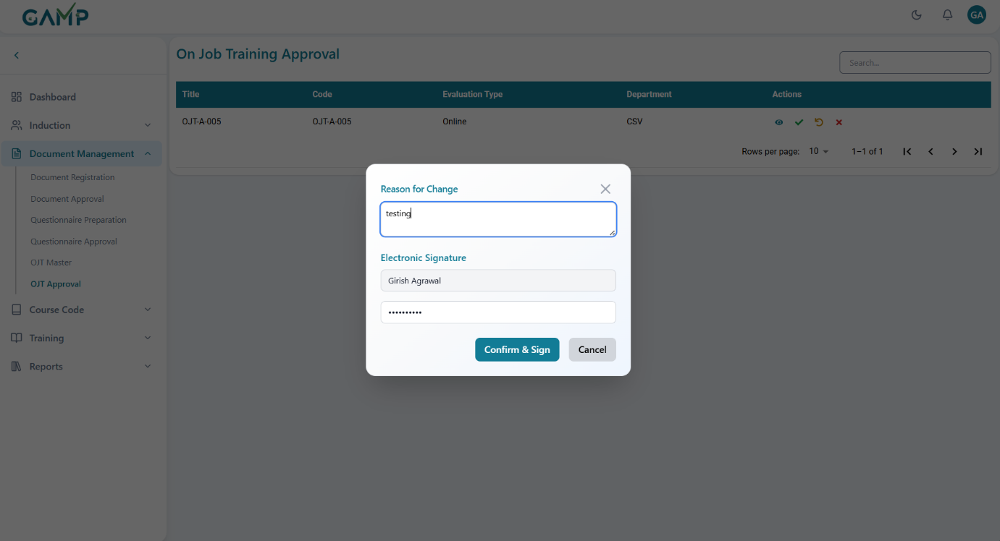 GAMP
GA
On Job Training Approval
Search...
Dashboard
Induction
Document Management
Document Registration
Document Approval
Questionnaire Preparation
Questionnaire Approval
OJT Master
OJT Approval
Course Code
Training
Reports
Title Code Evaluation Type Department Actions
OJT-A-005 OJT-A-005 Online CSV
Rows per page: 10 1–1 of 1
Reason for Change
testing
Electronic Signature
Girish Agrawal
••••••••••
Confirm & Sign Cancel